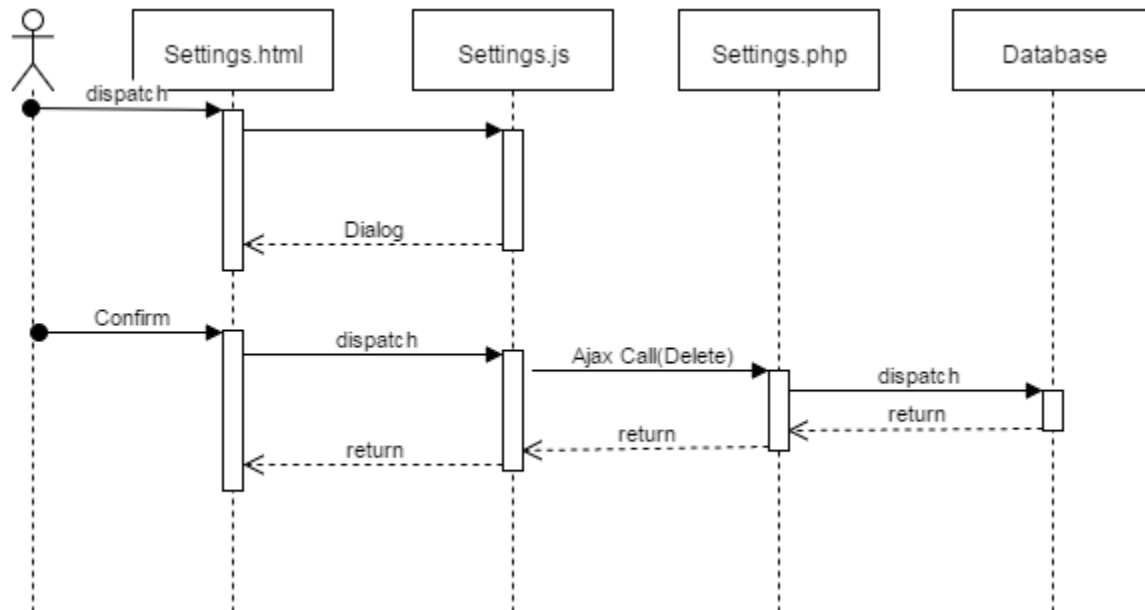 Settings.html
Settings.js
Settings.php
Database
dispatch
Dialog
Confirm
dispatch
Ajax Call(Delete)
dispatch
return
return
return